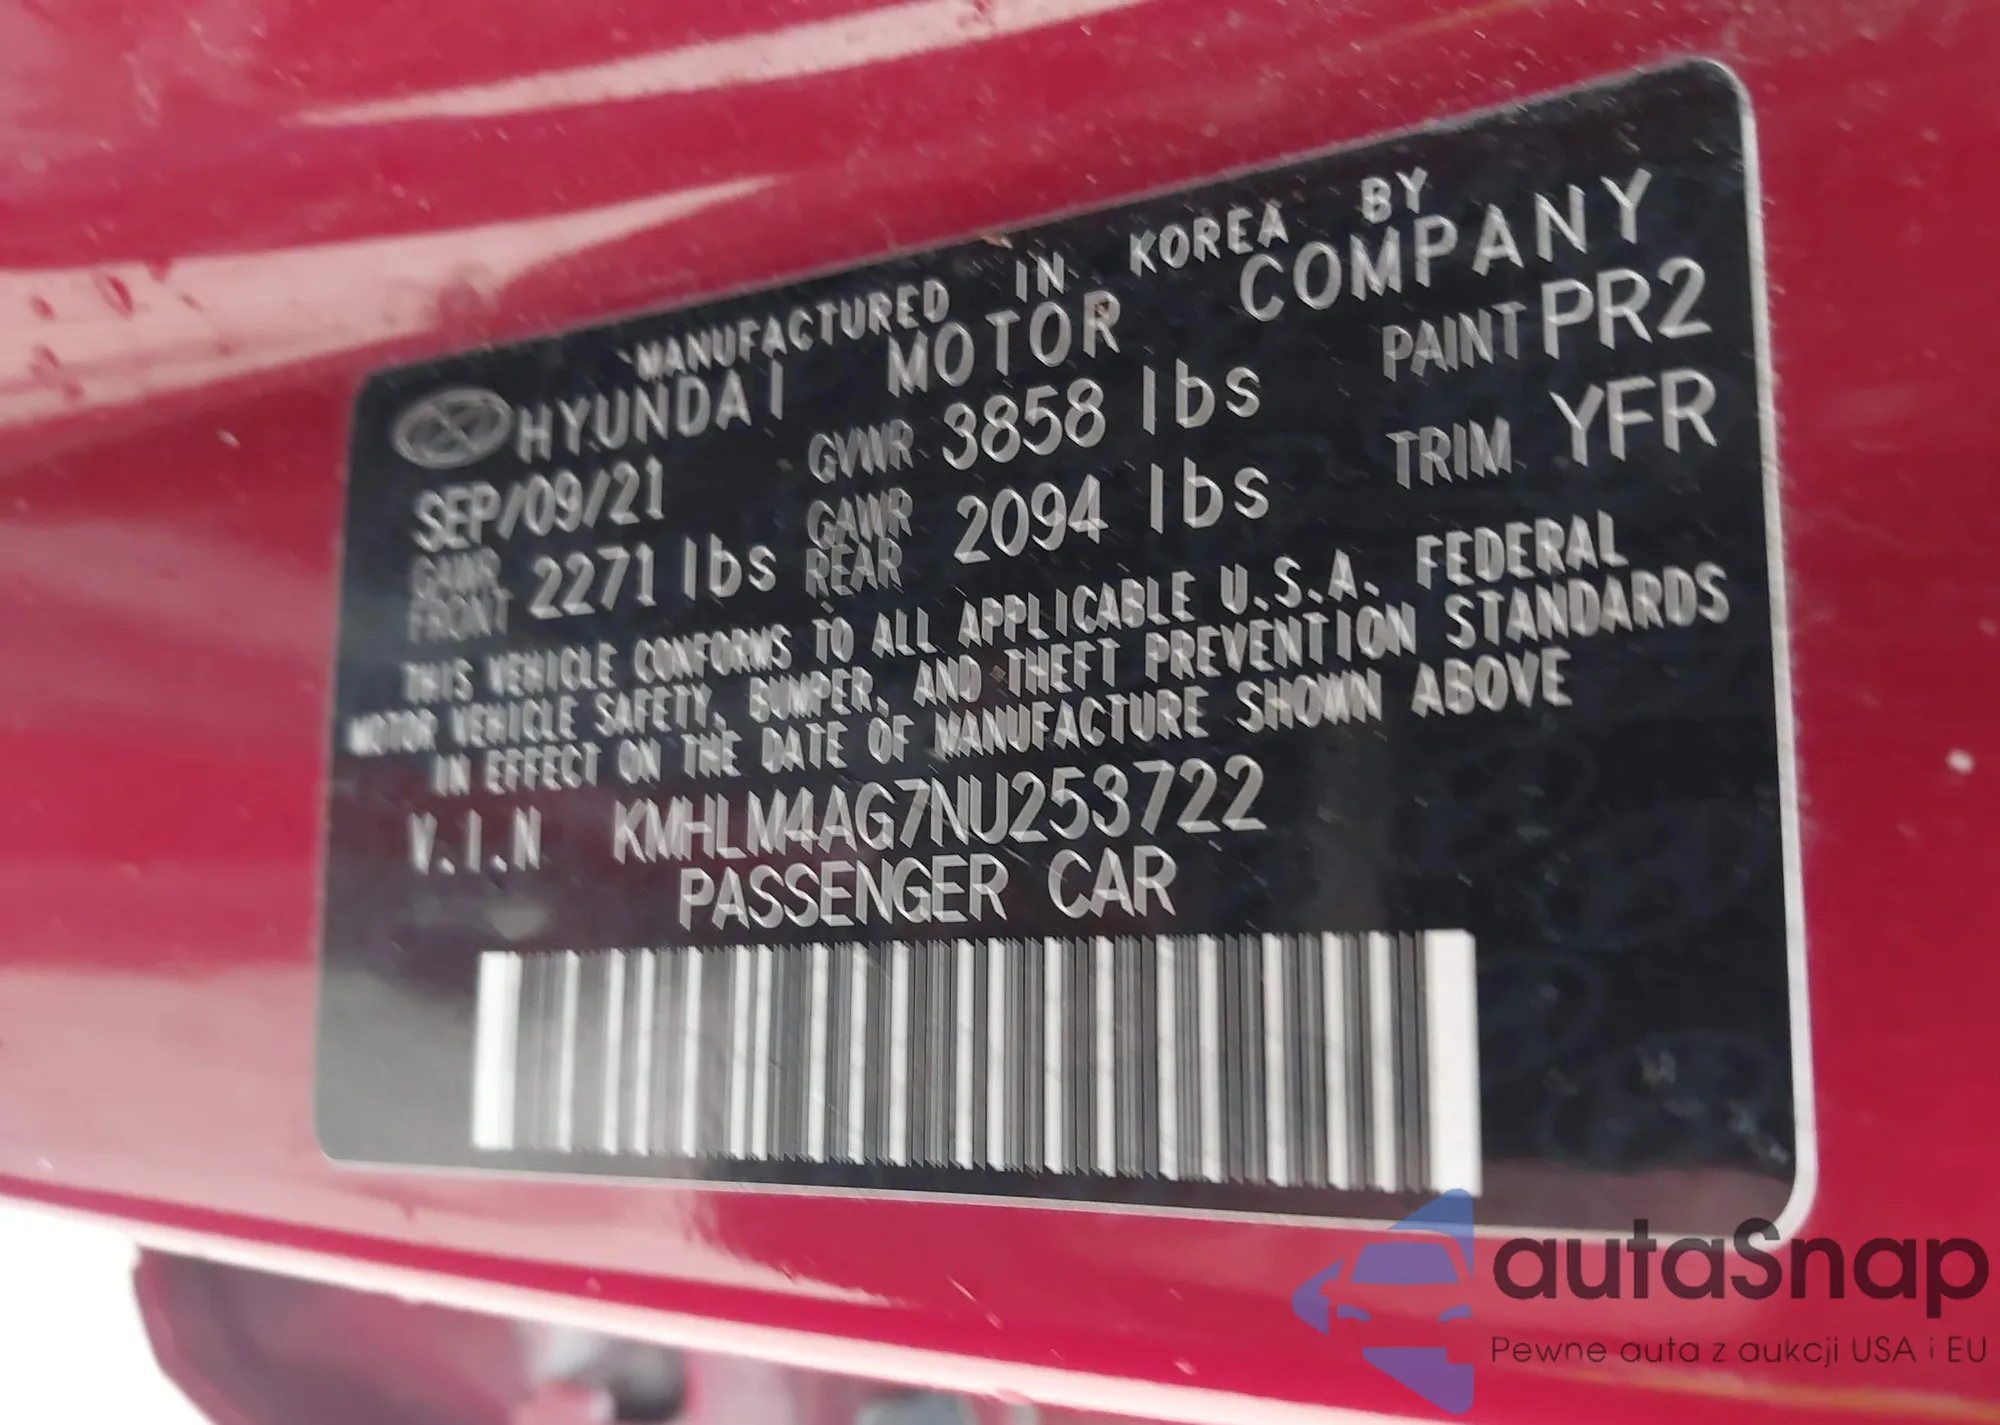 MANUFACTURED IN KOREA BY
HYUNDAI MOTOR COMPANY
SEP/09/21 GVWR 3858 lbs PAINT PR2
GAWR FRONT 2271 lbs GAWR REAR 2094 lbs TRIM YFR
THIS VEHICLE CONFORMS TO ALL APPLICABLE U.S.A. FEDERAL
MOTOR VEHICLE SAFETY, BUMPER, AND THEFT PREVENTION STANDARDS
IN EFFECT ON THE DATE OF MANUFACTURE SHOWN ABOVE
V.I.N KMHLM4AG7NU253722
PASSENGER CAR
autaSnap
Pewne auta z aukcji USA i EU